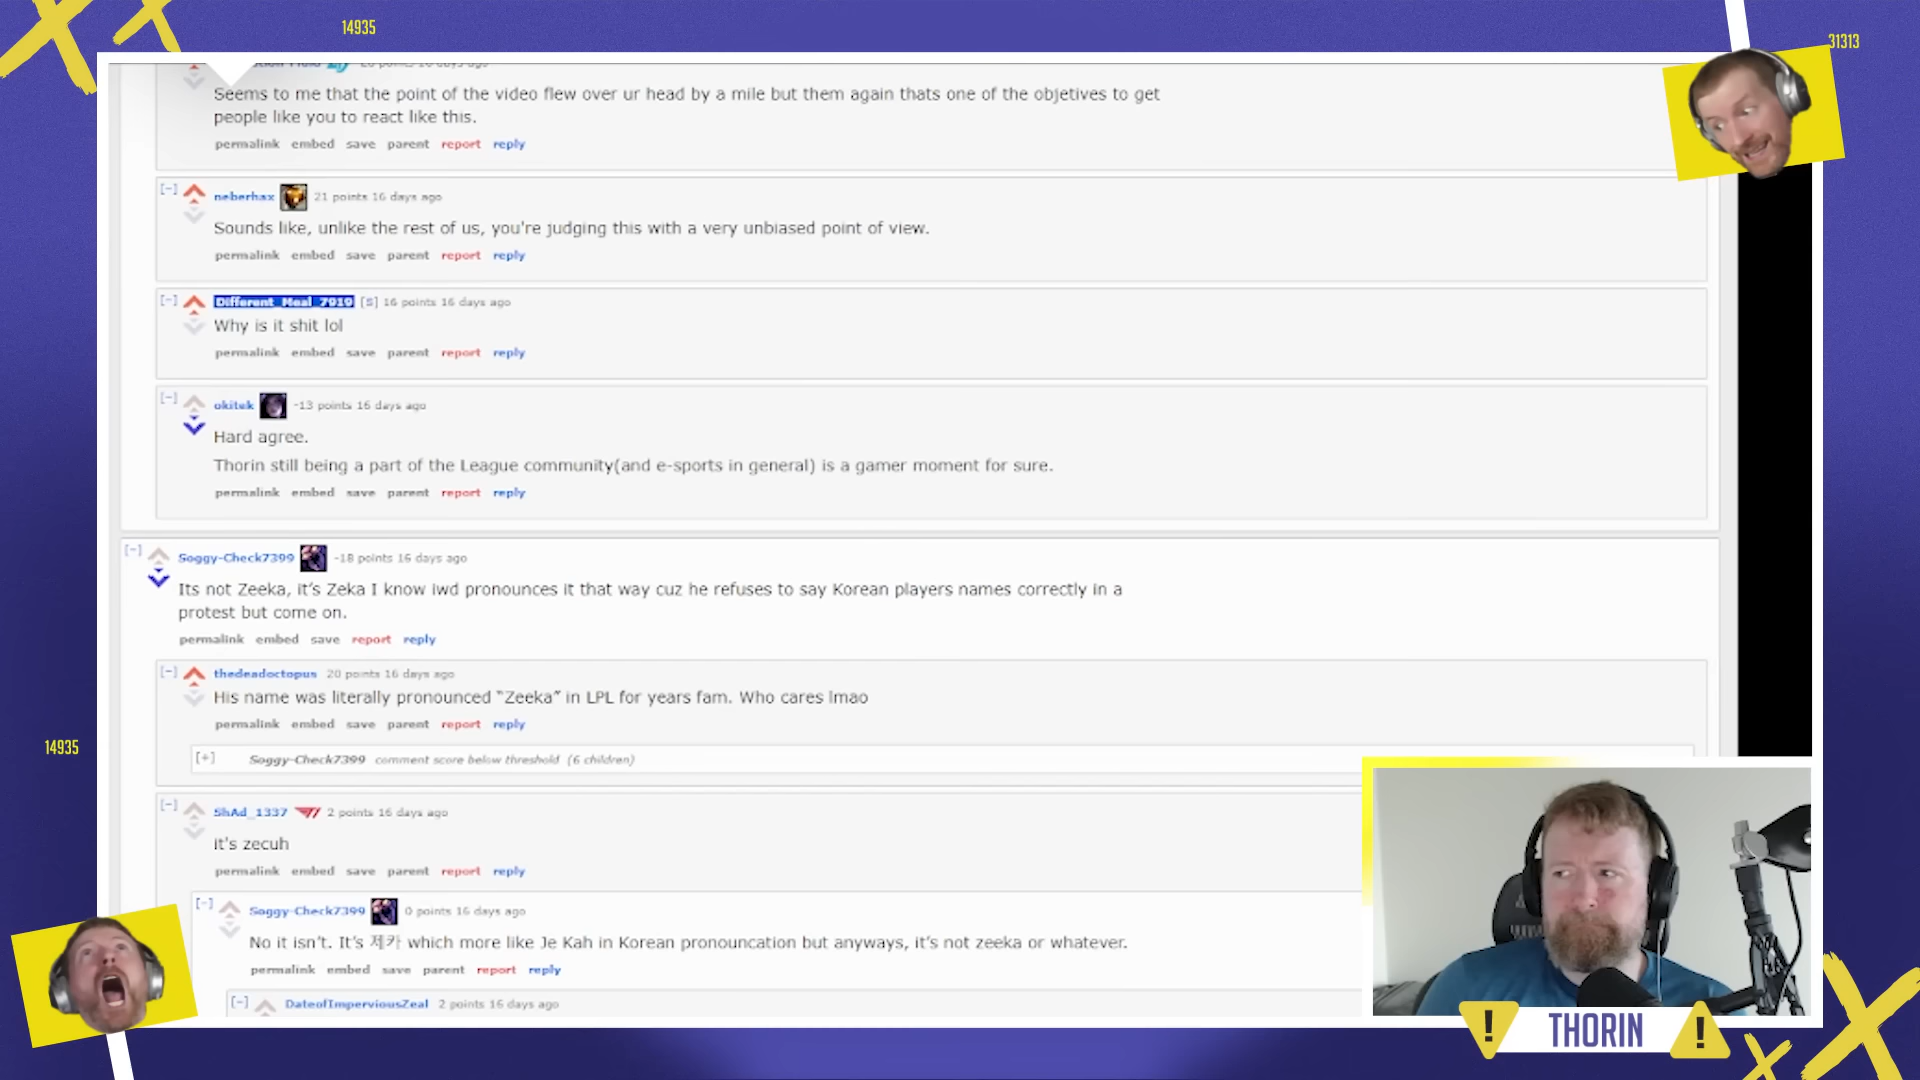 14935
31313
Seems to me that the point of the video flew over ur head by a mile but them again thats one of the objetives to get
people like you to react like this.
permalink embed save parent report reply
[-] neberhax 21 points 16 days ago
Sounds like, unlike the rest of us, you're judging this with a very unbiased point of view.
permalink embed save parent report reply
[-] Different_Meal_7919 [S] 16 points 16 days ago
Why is it shit lol
permalink embed save parent report reply
[-] okitek -13 points 16 days ago
Hard agree.
Thorin still being a part of the League community(and e-sports in general) is a gamer moment for sure.
permalink embed save parent report reply
[-] Soggy-Check7399 -18 points 16 days ago
Its not Zeeka, it's Zeka I know lwd pronounces it that way cuz he refuses to say Korean players names correctly in a
protest but come on.
permalink embed save report reply
[-] thedeadoctopus 20 points 16 days ago
His name was literally pronounced "Zeeka" in LPL for years fam. Who cares lmao
permalink embed save parent report reply
[+] Soggy-Check7399 comment score below threshold (6 children)
14935
[-] ShAd_1337 2 points 16 days ago
it's zecuh
permalink embed save parent report reply
[-] Soggy-Check7399 0 points 16 days ago
No it isn't. It's 제카 which more like Je Kah in Korean pronouncation but anyways, it's not zeeka or whatever.
permalink embed save parent report reply
[-] DateofImperviousZeal 2 points 16 days ago
! THORIN !